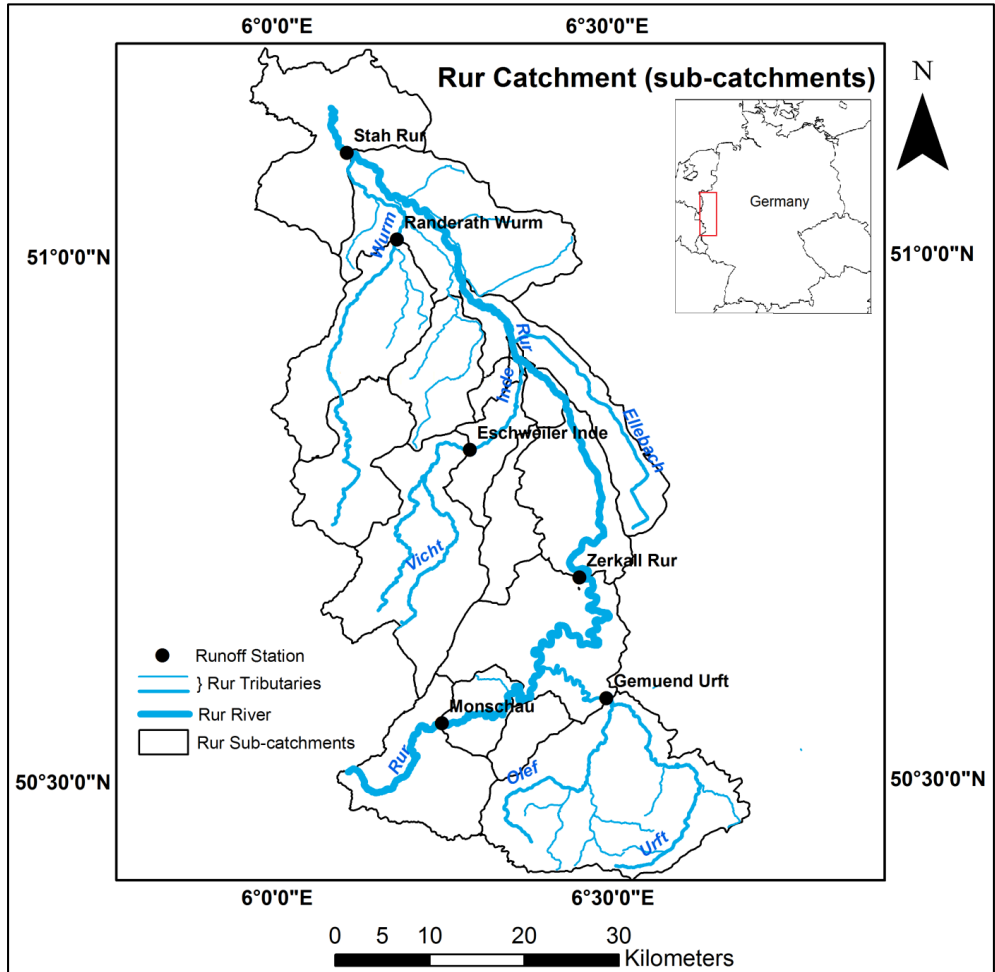 6°0'0"E
6°30'0"E
Rur Catchment (sub-catchments)
N
Stah Rur
Germany
Wurm
Randerath Wurm
51°0'0"N
51°0'0"N
Rur
Inde
Ellebach
Eschweiler Inde
Vicht
Zerkall Rur
Runoff Station
} Rur Tributaries
Rur River
Rur Sub-catchments
Gemuend Urft
Monschau
Rur
Olef
Urft
50°30'0"N
50°30'0"N
6°0'0"E
6°30'0"E
0 5 10 20 30
Kilometers